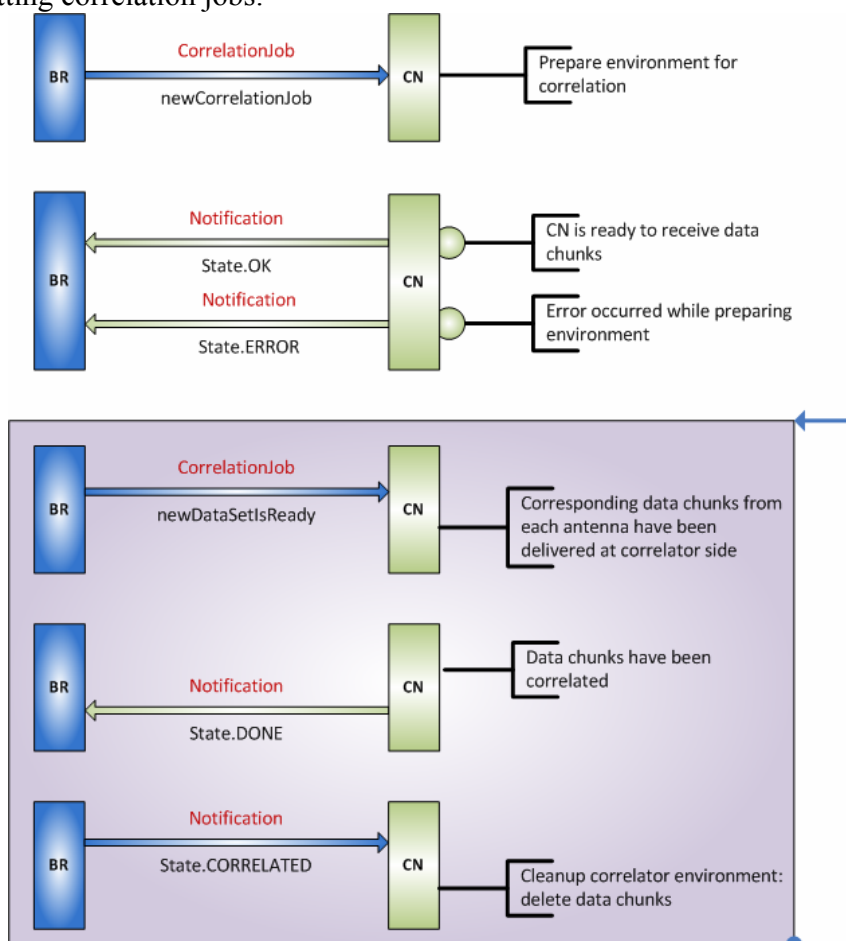 correlation jobs.
CorrelationJob
BR
CN
newCorrelationJob
Prepare environment for
correlation
Notification
State.OK
CN is ready to receive data
chunks
BR
CN
Notification
State.ERROR
Error occurred while preparing
environment
CorrelationJob
BR
CN
newDataSetIsReady
Corresponding data chunks from
each antenna have been
delivered at correlator side
Data chunks have been
correlated
BR
Notification
CN
State.DONE
Notification
BR
State.CORRELATED
CN
Cleanup correlator environment:
delete data chunks